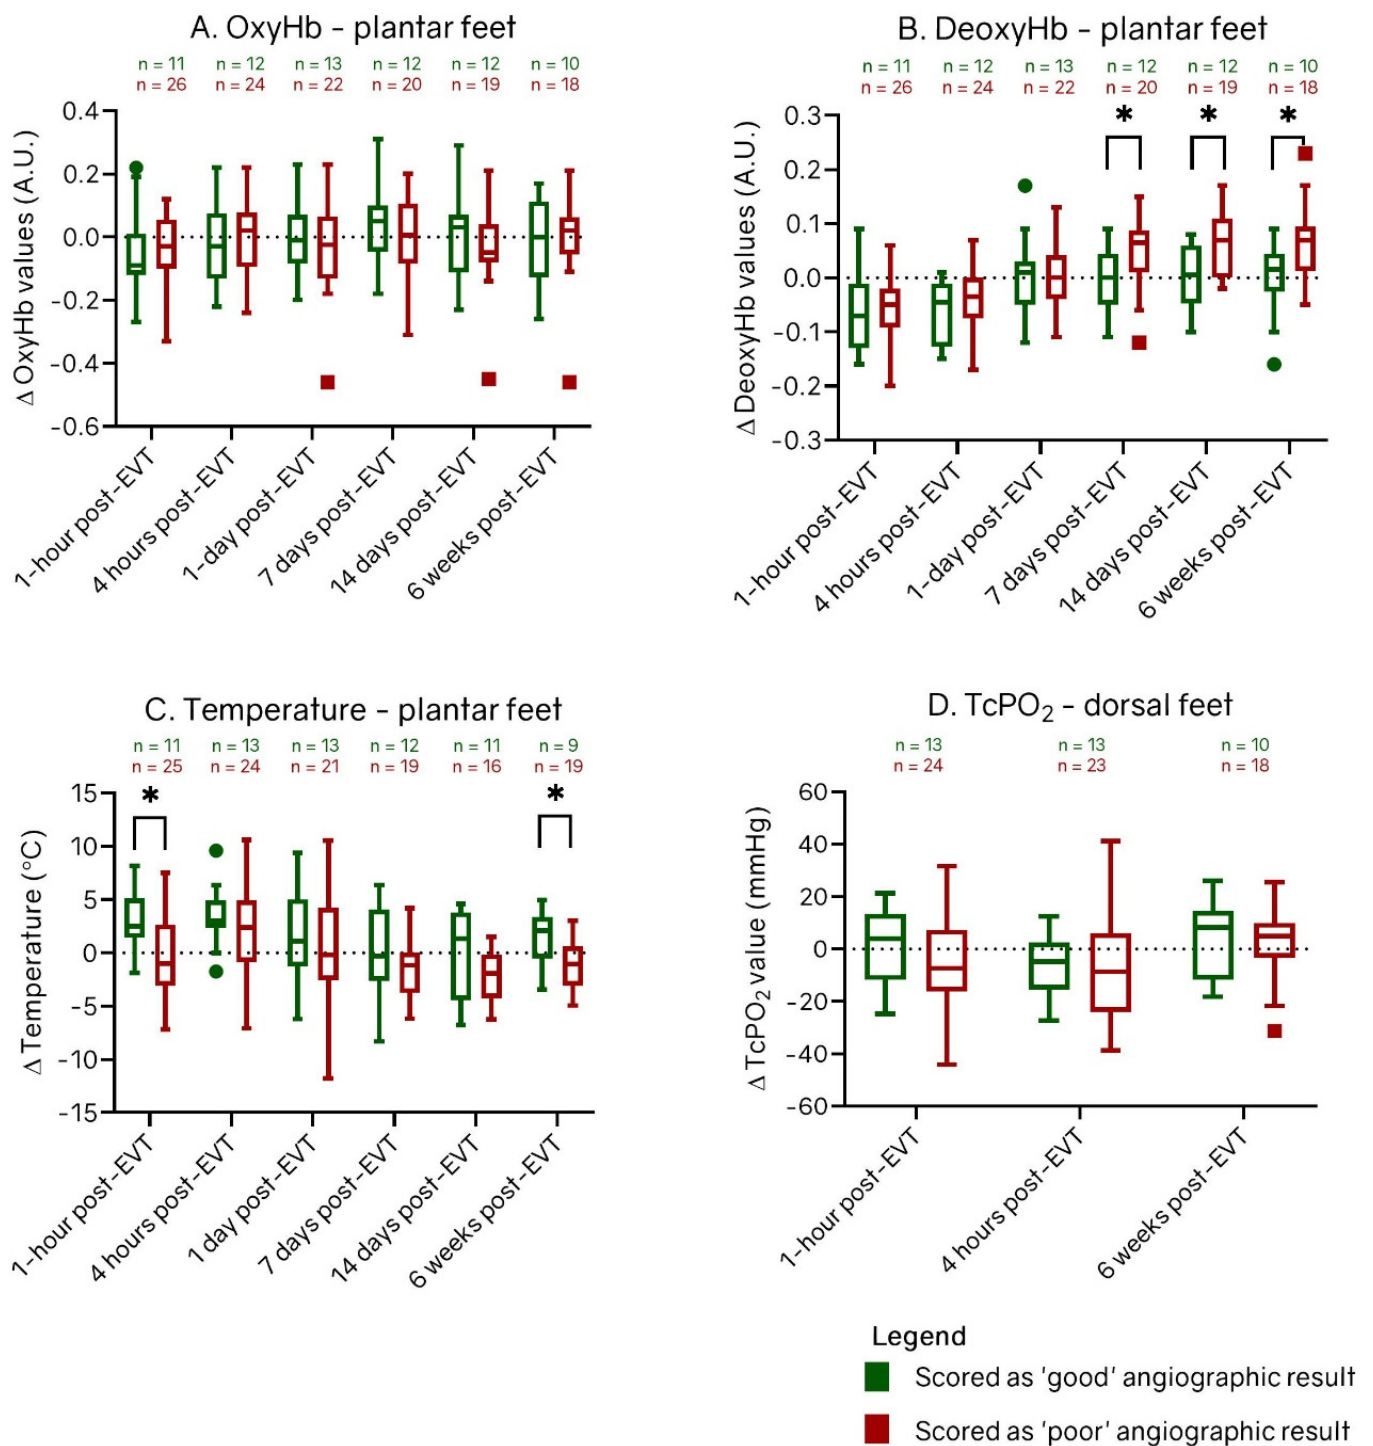 A. OxyHb - plantar feet
n = 11 n = 12 n = 13 n = 12 n = 12 n = 10
n = 26 n = 24 n = 22 n = 20 n = 19 n = 18
Δ OxyHb values (A.U.)
0.4
0.2
0.0
-0.2
-0.4
-0.6
1-hour post-EVT
4 hours post-EVT
1-day post-EVT
7 days post-EVT
14 days post-EVT
6 weeks post-EVT
B. DeoxyHb - plantar feet
n = 11 n = 12 n = 13 n = 12 n = 12 n = 10
n = 26 n = 24 n = 22 n = 20 n = 19 n = 18
* * *
Δ DeoxyHb values (A.U.)
0.3
0.2
0.1
0.0
-0.1
-0.2
-0.3
1-hour post-EVT
4 hours post-EVT
1-day post-EVT
7 days post-EVT
14 days post-EVT
6 weeks post-EVT
C. Temperature - plantar feet
n = 11 n = 13 n = 13 n = 12 n = 11 n = 9
n = 25 n = 24 n = 21 n = 19 n = 16 n = 19
* *
Δ Temperature (°C)
15
10
5
0
-5
-10
-15
1-hour post-EVT
4 hours post-EVT
1 day post-EVT
7 days post-EVT
14 days post-EVT
6 weeks post-EVT
D. TcPO₂ - dorsal feet
n = 13 n = 13 n = 10
n = 24 n = 23 n = 18
Δ TcPO₂ value (mmHg)
60
40
20
0
-20
-40
-60
1-hour post-EVT
4 hours post-EVT
6 weeks post-EVT
Legend
Scored as 'good' angiographic result
Scored as 'poor' angiographic result